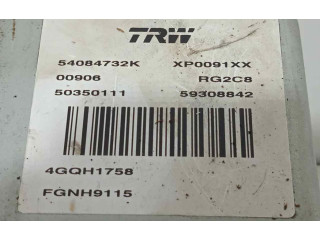 TRW
54084732K XP0091XX
00906 RG2C8
50350111 59308842
4GQH1758
FGNH9115